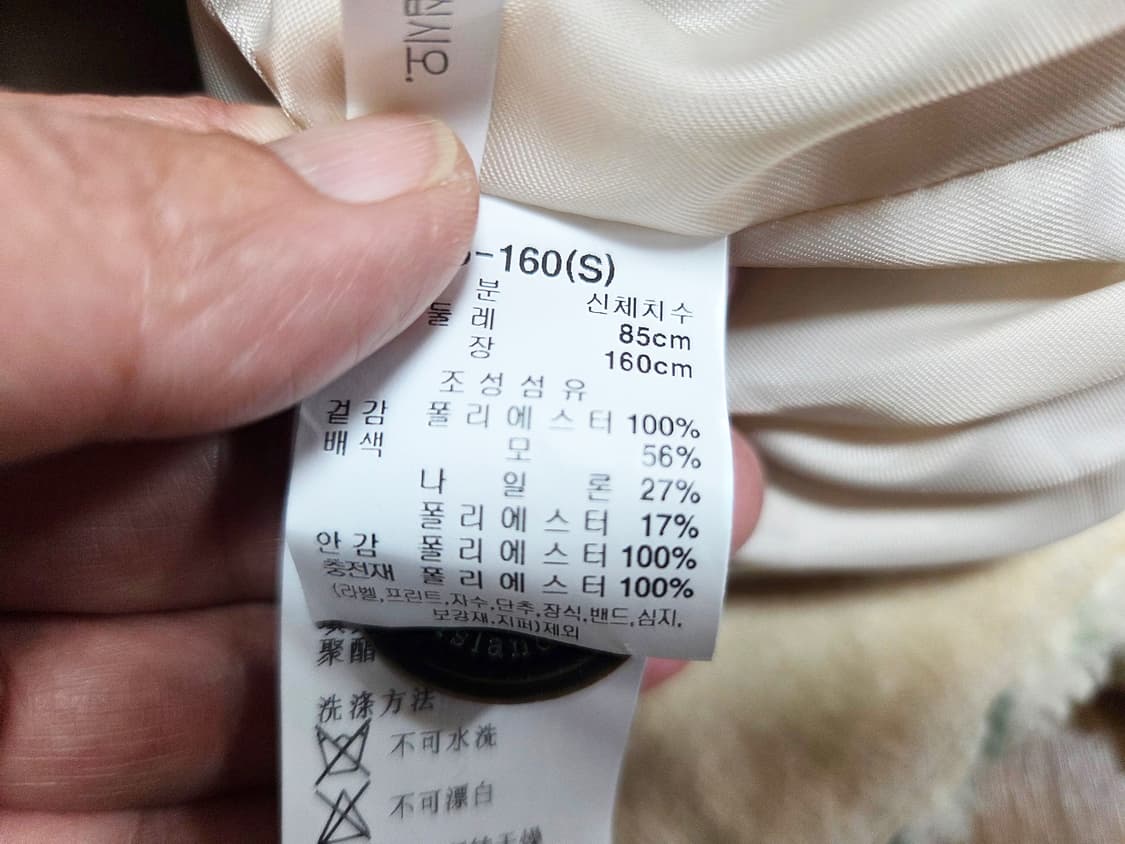 시오.
-160(S)
분 신체치수
둘레 85cm
장 160cm
조성섬유
겉감 폴리에스터 100%
배색 모 56%
나일론 27%
폴리에스터 17%
안감 폴리에스터 100%
충전재 폴리에스터 100%
(라벨,프린트,자수,단추,장식,밴드,심지,
보강재,지퍼)제외
聚酯
洗涤方法
不可水洗
不可漂白